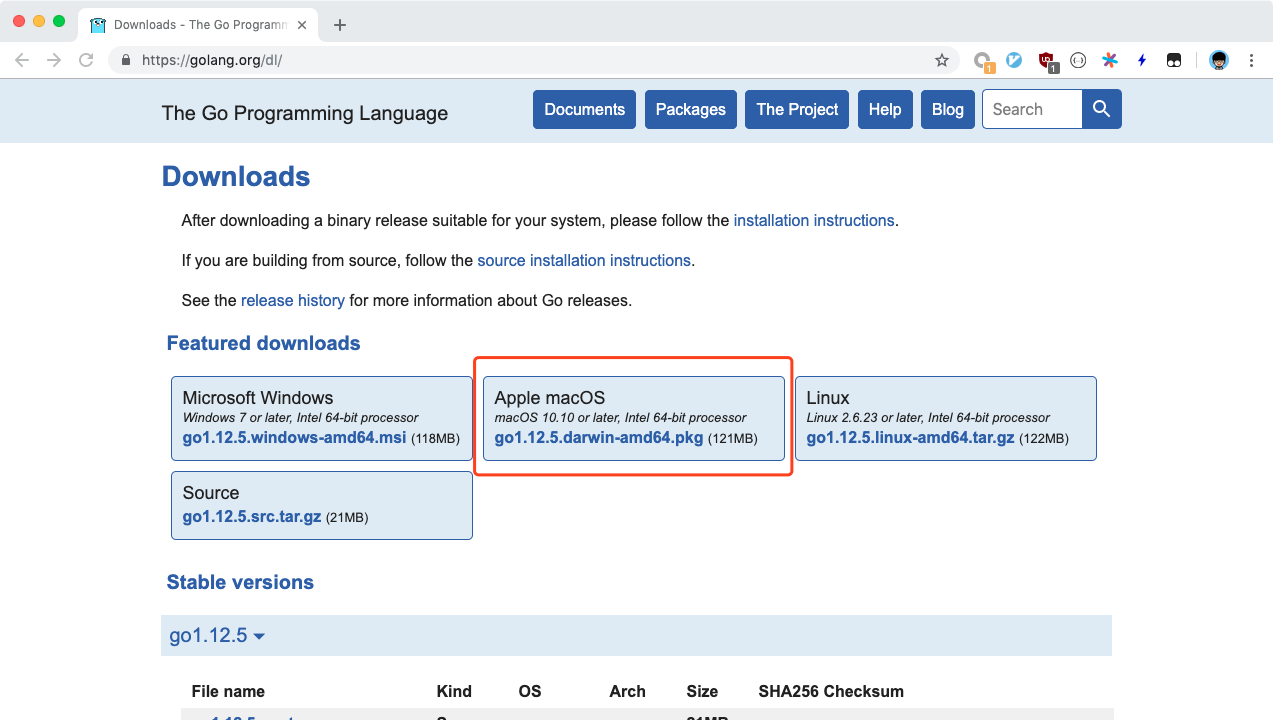 Downloads - The Go Programm
https://golang.org/dl/
1
1
The Go Programming Language
Documents
Packages
The Project
Help
Blog
Search
Downloads
After downloading a binary release suitable for your system, please follow the installation instructions.
If you are building from source, follow the source installation instructions.
See the release history for more information about Go releases.
Featured downloads
Microsoft Windows
Windows 7 or later, Intel 64-bit processor
go1.12.5.windows-amd64.msi (118MB)
Apple macOS
macOS 10.10 or later, Intel 64-bit processor
go1.12.5.darwin-amd64.pkg (121MB)
Linux
Linux 2.6.23 or later, Intel 64-bit processor
go1.12.5.linux-amd64.tar.gz (122MB)
Source
go1.12.5.src.tar.gz (21MB)
Stable versions
go1.12.5
File name Kind OS Arch Size SHA256 Checksum